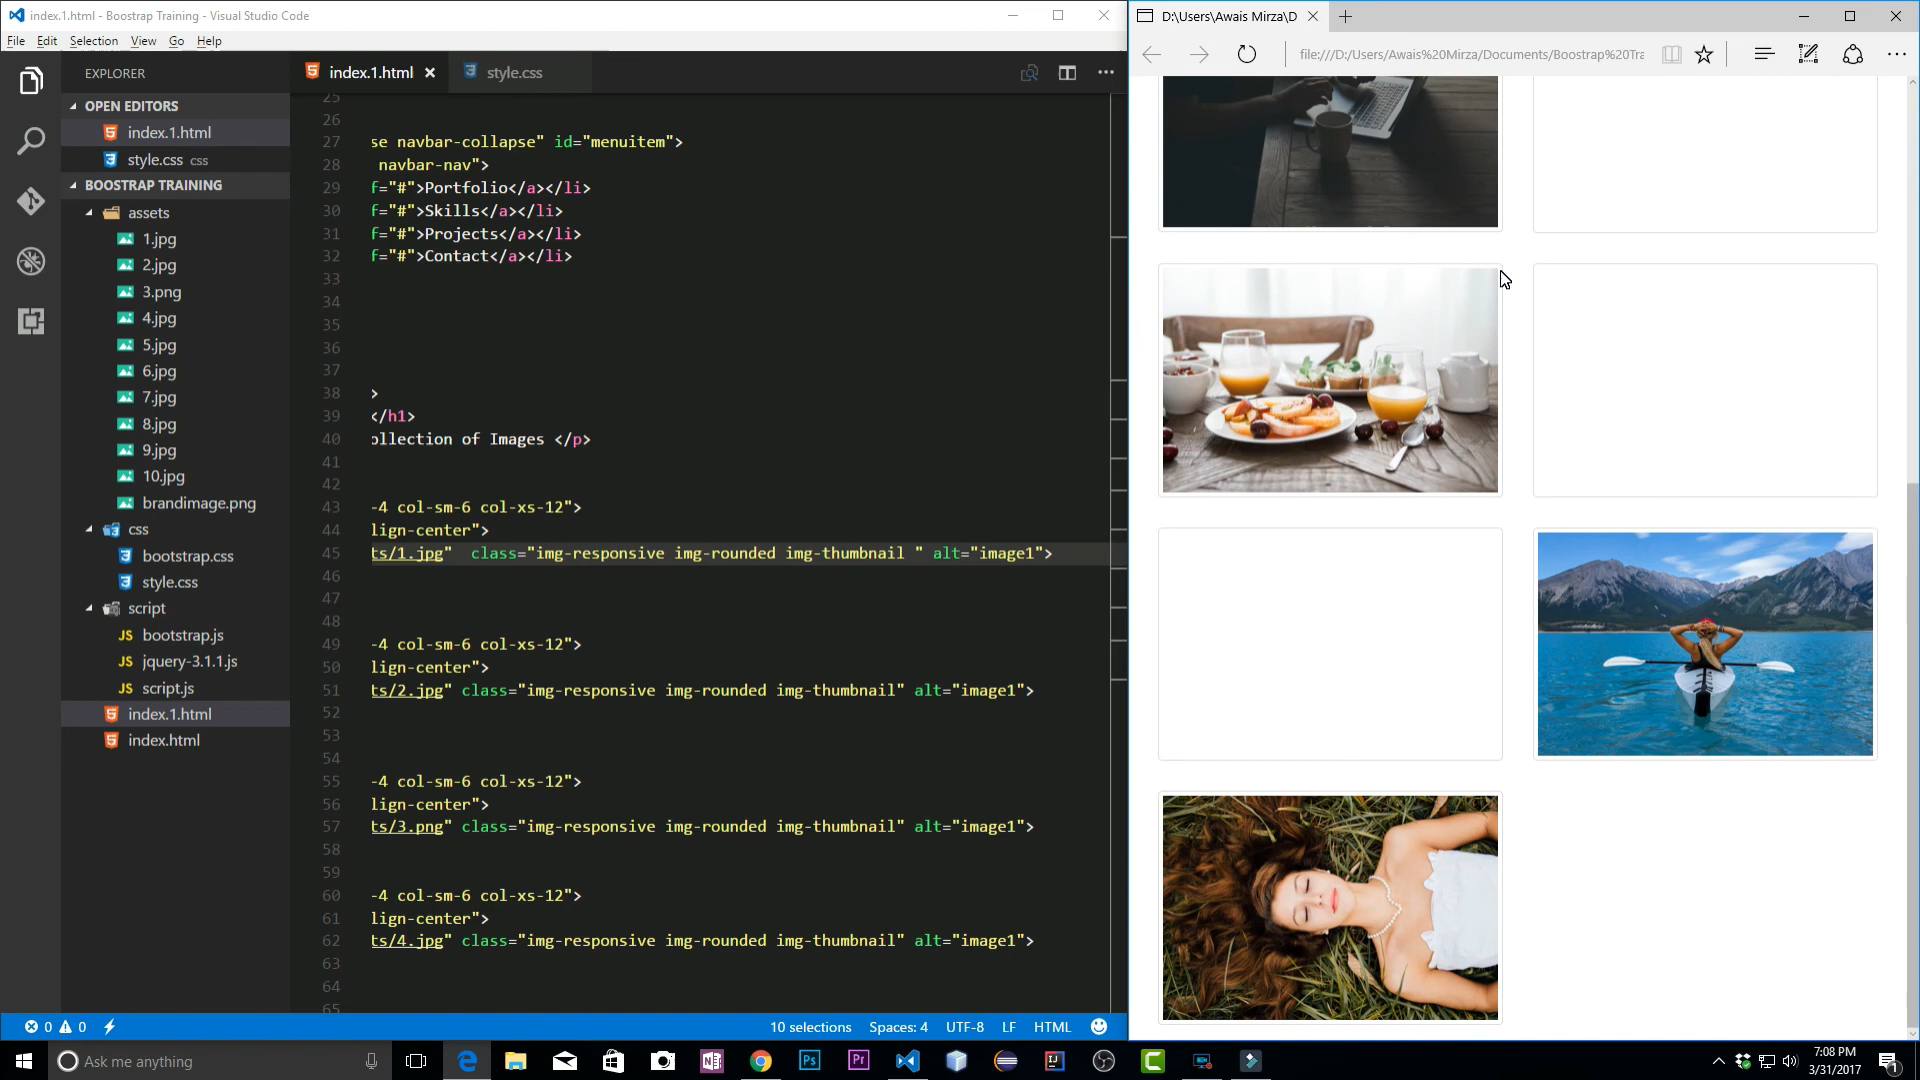 index.1.html - Boostrap Training - Visual Studio Code
File Edit Selection View Go Help
EXPLORER
OPEN EDITORS
index.1.html
style.css css
BOOSTRAP TRAINING
assets
1.jpg
2.jpg
3.png
4.jpg
5.jpg
6.jpg
7.jpg
8.jpg
9.jpg
10.jpg
brandimage.png
css
bootstrap.css
style.css
script
JS bootstrap.js
JS jquery-3.1.1.js
JS script.js
index.1.html
index.html
index.1.html style.css
25
26
27 se navbar-collapse" id="menuitem">
28 navbar-nav">
29 f="#">Portfolio</a></li>
30 f="#">Skills</a></li>
31 f="#">Projects</a></li>
32 f="#">Contact</a></li>
33
34
35
36
37
38 >
39 </h1>
40 ollection of Images </p>
41
42
43 -4 col-sm-6 col-xs-12">
44 lign-center">
45 ts/1.jpg"  class="img-responsive img-rounded img-thumbnail " alt="image1">
46
47
48
49 -4 col-sm-6 col-xs-12">
50 lign-center">
51 ts/2.jpg" class="img-responsive img-rounded img-thumbnail" alt="image1">
52
53
54
55 -4 col-sm-6 col-xs-12">
56 lign-center">
57 ts/3.png" class="img-responsive img-rounded img-thumbnail" alt="image1">
58
59
60 -4 col-sm-6 col-xs-12">
61 lign-center">
62 ts/4.jpg" class="img-responsive img-rounded img-thumbnail" alt="image1">
63
64
65
0 0 10 selections Spaces: 4 UTF-8 LF HTML
D:\Users\Awais Mirza\D
file:///D:/Users/Awais%20Mirza/Documents/Boostrap%20Tra
Ask me anything
Ps
Pr
7:08 PM
3/31/2017
1